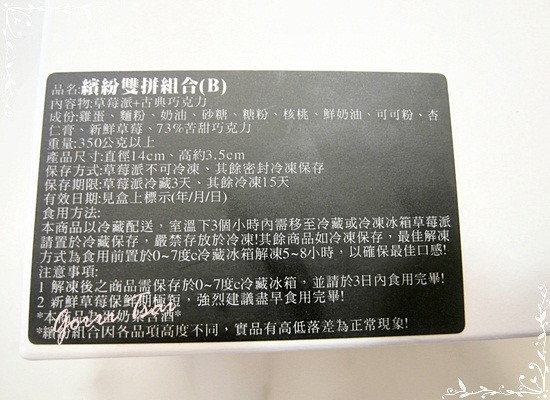 品名:繽紛雙拼組合(B)
內容物:草莓派+古典巧克力
成份:雞蛋、麵粉、奶油、砂糖、糖粉、核桃、鮮奶油、可可粉、杏
仁膏、新鮮草莓、73%苦甜巧克力
重量:350公克以上
產品尺寸:直徑14cm、高約3.5cm
保存方式:草莓派不可冷凍、其餘密封冷凍保存
保存期限:草莓派冷藏3天、其餘冷凍15天
有效日期:見盒上標示(年/月/日)
食用方法:
本商品以冷藏配送，室溫下3個小時內需移至冷藏或冷凍冰箱草莓派
請置於冷藏保存，嚴禁存放於冷凍!其餘商品如冷凍保存，最佳解凍
方式為食用前置於0~7度c冷藏冰箱解凍5~8小時，以確保最佳口感!
注意事項:
1 解凍後之商品需保存於0~7度c冷藏冰箱，並請於3日內食用完畢!
2 新鮮草莓保鮮期極短，強烈建議盡早食用完畢!
*本
*繽紛組合因各品項高度不同，實品有高低落差為正常現象!